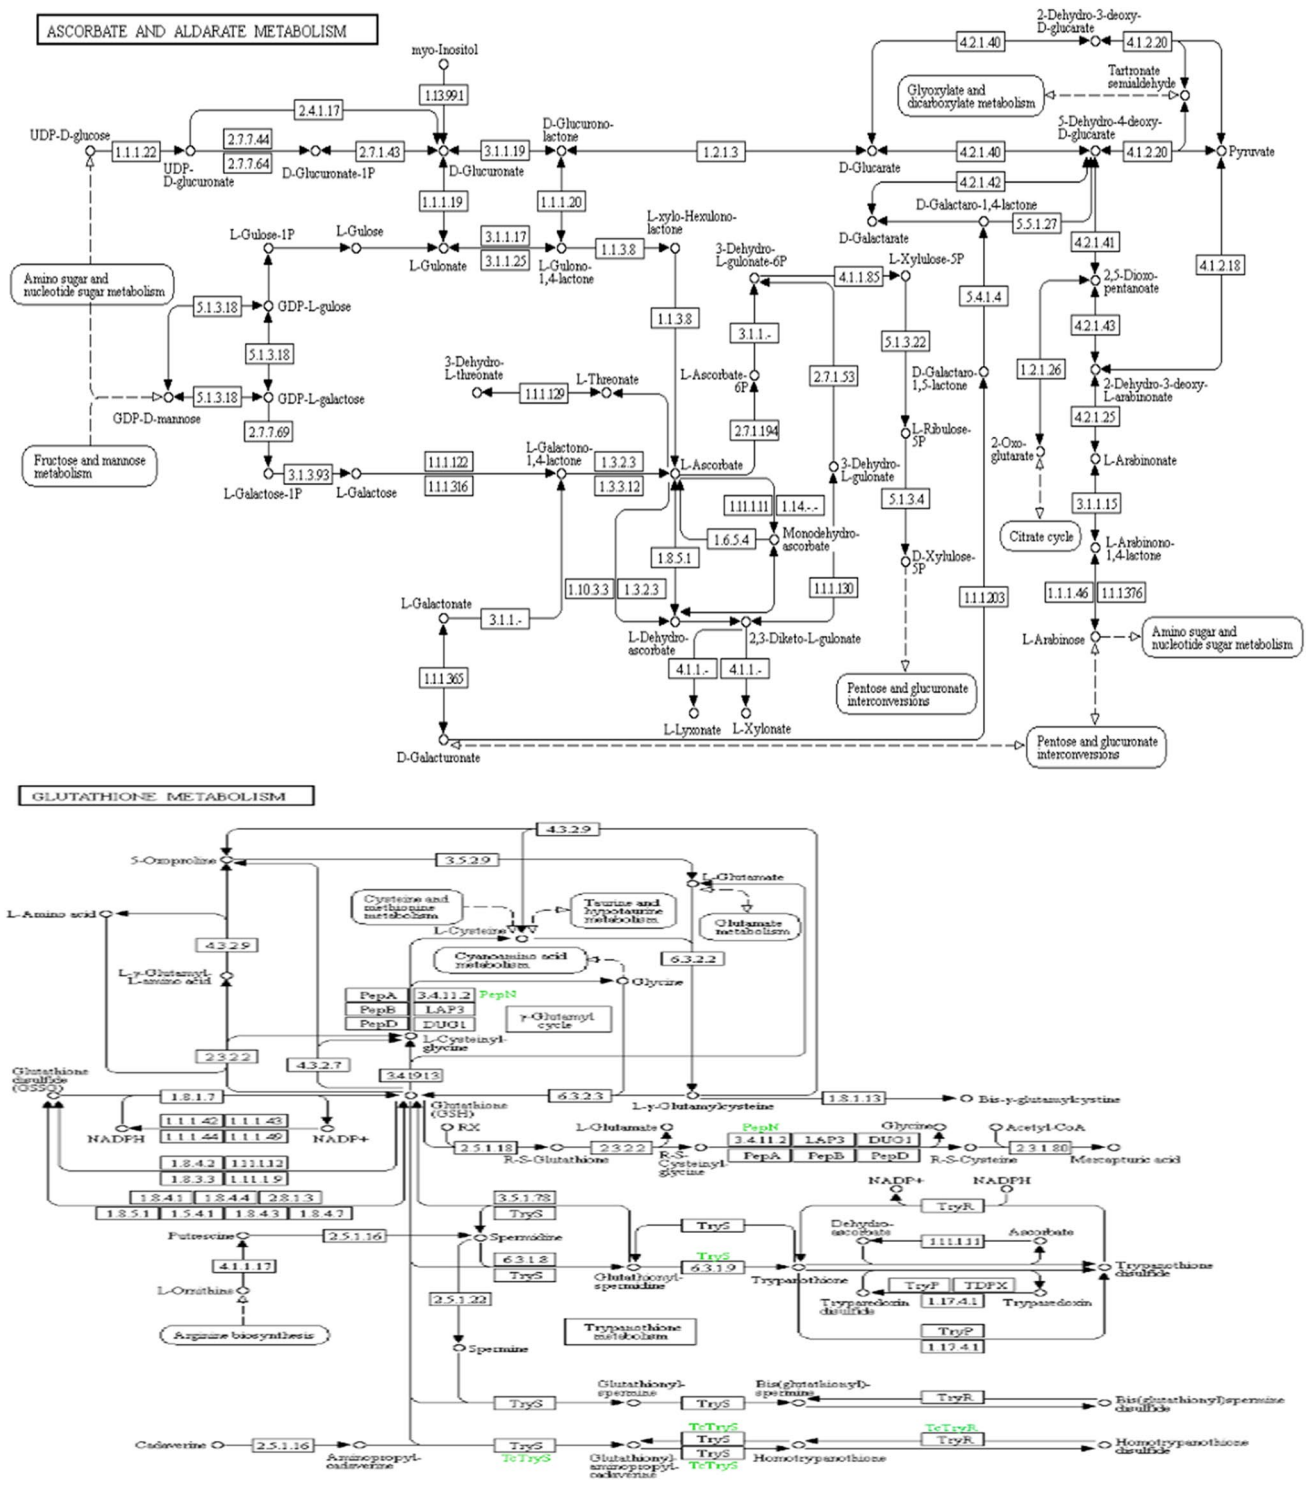 ASCORBATE AND ALDARATE METABOLISM
myo-Inositol
2-Dehydro-3-deoxy-
D-glucarate
4.2.1.40
4.1.2.20
Tartronate
semialdehyde
Glyoxylate and
dicarboxylate metabolism
1.13.99.1
2.4.1.17
UDP-D-glucose
1.1.1.22
UDP-
D-glucuronate
2.7.7.44
2.7.7.64
D-Glucuronate-1P
2.7.1.43
D-Glucuronate
3.1.1.19
D-Glucurono-
lactone
1.2.1.3
D-Glucarate
4.2.1.40
5-Dehydro-4-deoxy-
D-glucarate
4.1.2.20
Pyruvate
4.2.1.42
D-Galactaro-1,4-lactone
D-Galactarate
5.5.1.27
1.1.1.19
1.1.1.20
L-Gulose-1P
L-Gulose
L-Gulonate
3.1.1.17
3.1.1.25
L-Gulono-
1,4-lactone
1.1.3.8
L-xylo-Hexulono-
lactone
3-Dehydro-
L-gulonate-6P
4.1.1.85
L-Xylulose-5P
4.2.1.41
2,5-Dioxo-
pentanoate
4.1.2.18
Amino sugar and
nucleotide sugar metabolism
5.1.3.18
GDP-L-gulose
5.1.3.18
1.1.3.8
3.1.1.-
5.1.3.22
5.4.1.4
4.2.1.43
L-Ascorbate-
6P
2.7.1.53
D-Galactaro-
1,5-lactone
1.2.1.26
2-Dehydro-3-deoxy-
L-arabinonate
3-Dehydro-
L-threonate
1.1.1.129
L-Threonate
GDP-D-mannose
5.1.3.18
GDP-L-galactose
2.7.7.69
2.7.1.194
4.2.1.25
L-Ribulose-
5P
2-Oxo-
glutarate
L-Arabinonate
Fructose and mannose
metabolism
L-Galactose-1P
3.1.3.93
L-Galactose
1.1.1.122
1.1.1.316
L-Galactono-
1,4-lactone
1.3.2.3
1.3.3.12
L-Ascorbate
3-Dehydro-
L-gulonate
5.1.3.4
3.1.1.15
1.11.1.11
1.14.-.-
1.6.5.4
Monodehydro-
ascorbate
Citrate cycle
L-Arabinono-
1,4-lactone
1.8.5.1
D-Xylulose-
5P
1.10.3.3
1.3.2.3
1.1.1.130
1.1.1.203
1.1.1.46
1.1.1.376
L-Galactonate
3.1.1.-
L-Dehydro-
ascorbate
2,3-Diketo-L-gulonate
L-Arabinose
Amino sugar and
nucleotide sugar metabolism
1.1.1.365
4.1.1.-
4.1.1.-
Pentose and glucuronate
interconversions
L-Lyxonate
L-Xylonate
D-Galacturonate
Pentose and glucuronate
interconversions
GLUTATHIONE METABOLISM
4.3.2.9
5-Oxoproline
3.5.2.9
L-Glutamate
Cysteine and
methionine
metabolism
Taurine and
hypotaurine
metabolism
Glutamate
metabolism
L-Amino acid
L-Cysteine
4.3.2.9
Cyanoamino acid
metabolism
6.3.2.2
L-γ-Glutamyl-
L-amino acid
Glycine
PepA
3.4.11.2
PepN
PepB
LAP3
PepD
DUG1
γ-Glutamyl
cycle
L-Cysteinyl-
glycine
2.3.2.2
4.3.2.7
3.4.19.13
Glutathione
disulfide
(GSSG)
1.8.1.7
Glutathione
(GSH)
6.3.2.3
L-γ-Glutamylcysteine
1.8.1.13
Bis-γ-glutamylcystine
NADPH
1.1.1.42
1.1.1.43
1.1.1.44
1.1.1.49
NADP+
RX
2.5.1.18
R-S-Glutathione
L-Glutamate
2.3.2.2
R-S-
Cysteinyl-
glycine
PepN
3.4.11.2
LAP3
DUG1
PepA
PepB
PepD
Glycine
R-S-Cysteine
Acetyl-CoA
2.3.1.80
Mercapturic acid
1.8.4.2
1.11.1.12
1.8.3.3
1.11.1.9
1.8.4.1
1.8.4.4
2.8.1.3
1.8.5.1
1.5.4.1
1.8.4.3
1.8.4.7
3.5.1.78
TryS
NADP+
NADPH
TryR
Putrescine
2.5.1.16
Spermidine
TryS
Dehydro-
ascorbate
1.11.1.11
Ascorbate
6.3.1.8
TryS
Glutathionyl-
spermidine
TryS
6.3.1.9
Trypanothione
Trypanothione
disulfide
4.1.1.17
L-Ornithine
2.5.1.22
TryP
TDPX
1.17.4.1
Tryparedoxin
disulfide
Tryparedoxin
Arginine biosynthesis
Trypanothione
metabolism
TryP
1.17.4.1
Spermine
TryS
Glutathionyl-
spermine
TryS
Bis(glutathionyl)-
spermine
TryR
Bis(glutathionyl)spermine
disulfide
Cadaverine
2.5.1.16
Aminopropyl-
cadaverine
TryS
TcTryS
Glutathionyl-
aminopropyl-
cadaverine
TcTryS
TryS
TryS
TcTryS
Homotrypanothione
TcTryR
TryR
Homotrypanothione
disulfide